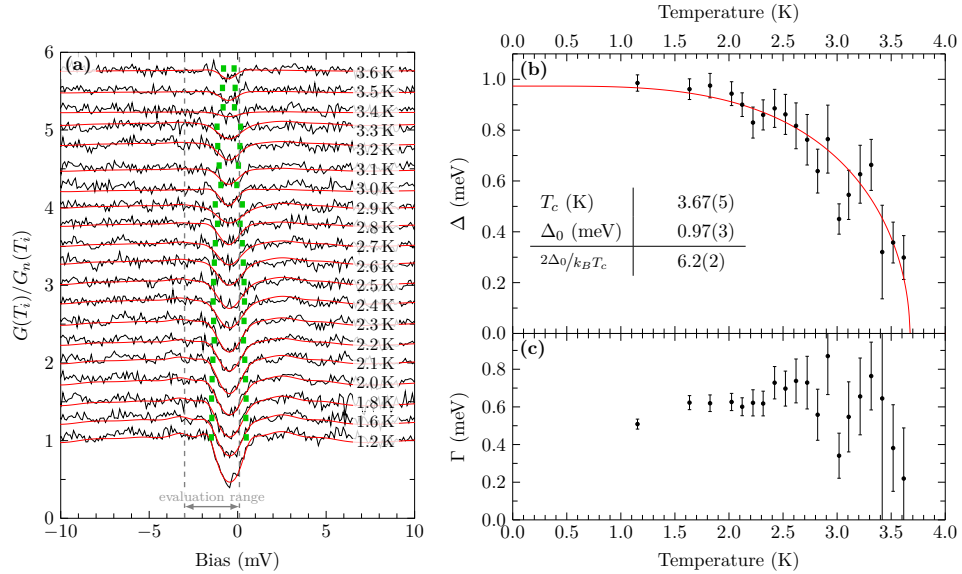 (a)
6
5
4
3
2
1
0
G(Tᵢ)/Gₙ(Tᵢ)
3.6 K
3.5 K
3.4 K
3.3 K
3.2 K
3.1 K
3.0 K
2.9 K
2.8 K
2.7 K
2.6 K
2.5 K
2.4 K
2.3 K
2.2 K
2.1 K
2.0 K
1.8 K
1.6 K
1.2 K
evaluation range
−10 −5 0 5 10
Bias (mV)
Temperature (K)
0.0 0.5 1.0 1.5 2.0 2.5 3.0 3.5 4.0
(b)
1.0
0.8
0.6
0.4
0.2
0.0
Δ (meV)
T_c (K) 3.67(5)
Δ₀ (meV) 0.97(3)
2Δ₀/k_BT_c 6.2(2)
(c)
0.8
0.6
0.4
0.2
0.0
Γ (meV)
0.0 0.5 1.0 1.5 2.0 2.5 3.0 3.5 4.0
Temperature (K)